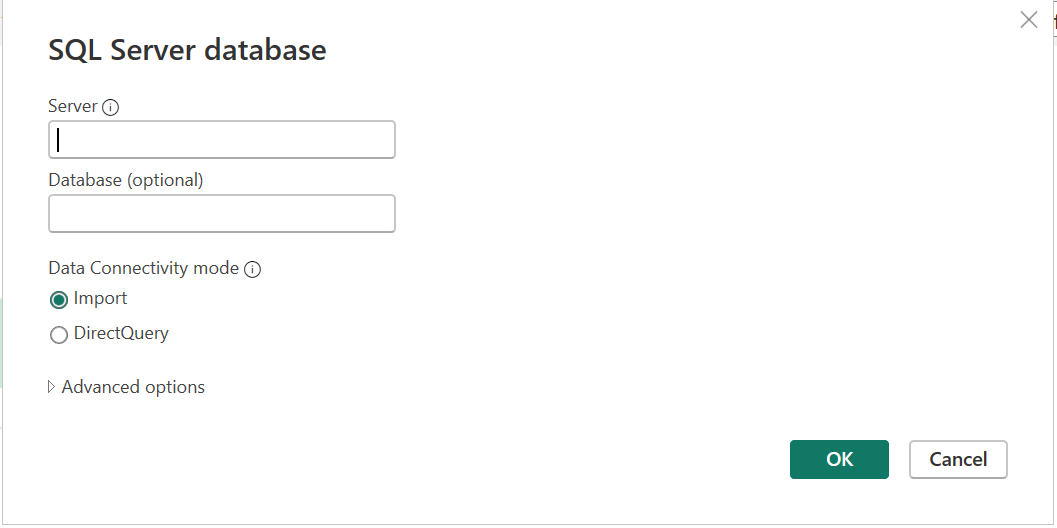 SQL Server database
Server
Database (optional)
Data Connectivity mode
Import
DirectQuery
Advanced options
OK
Cancel